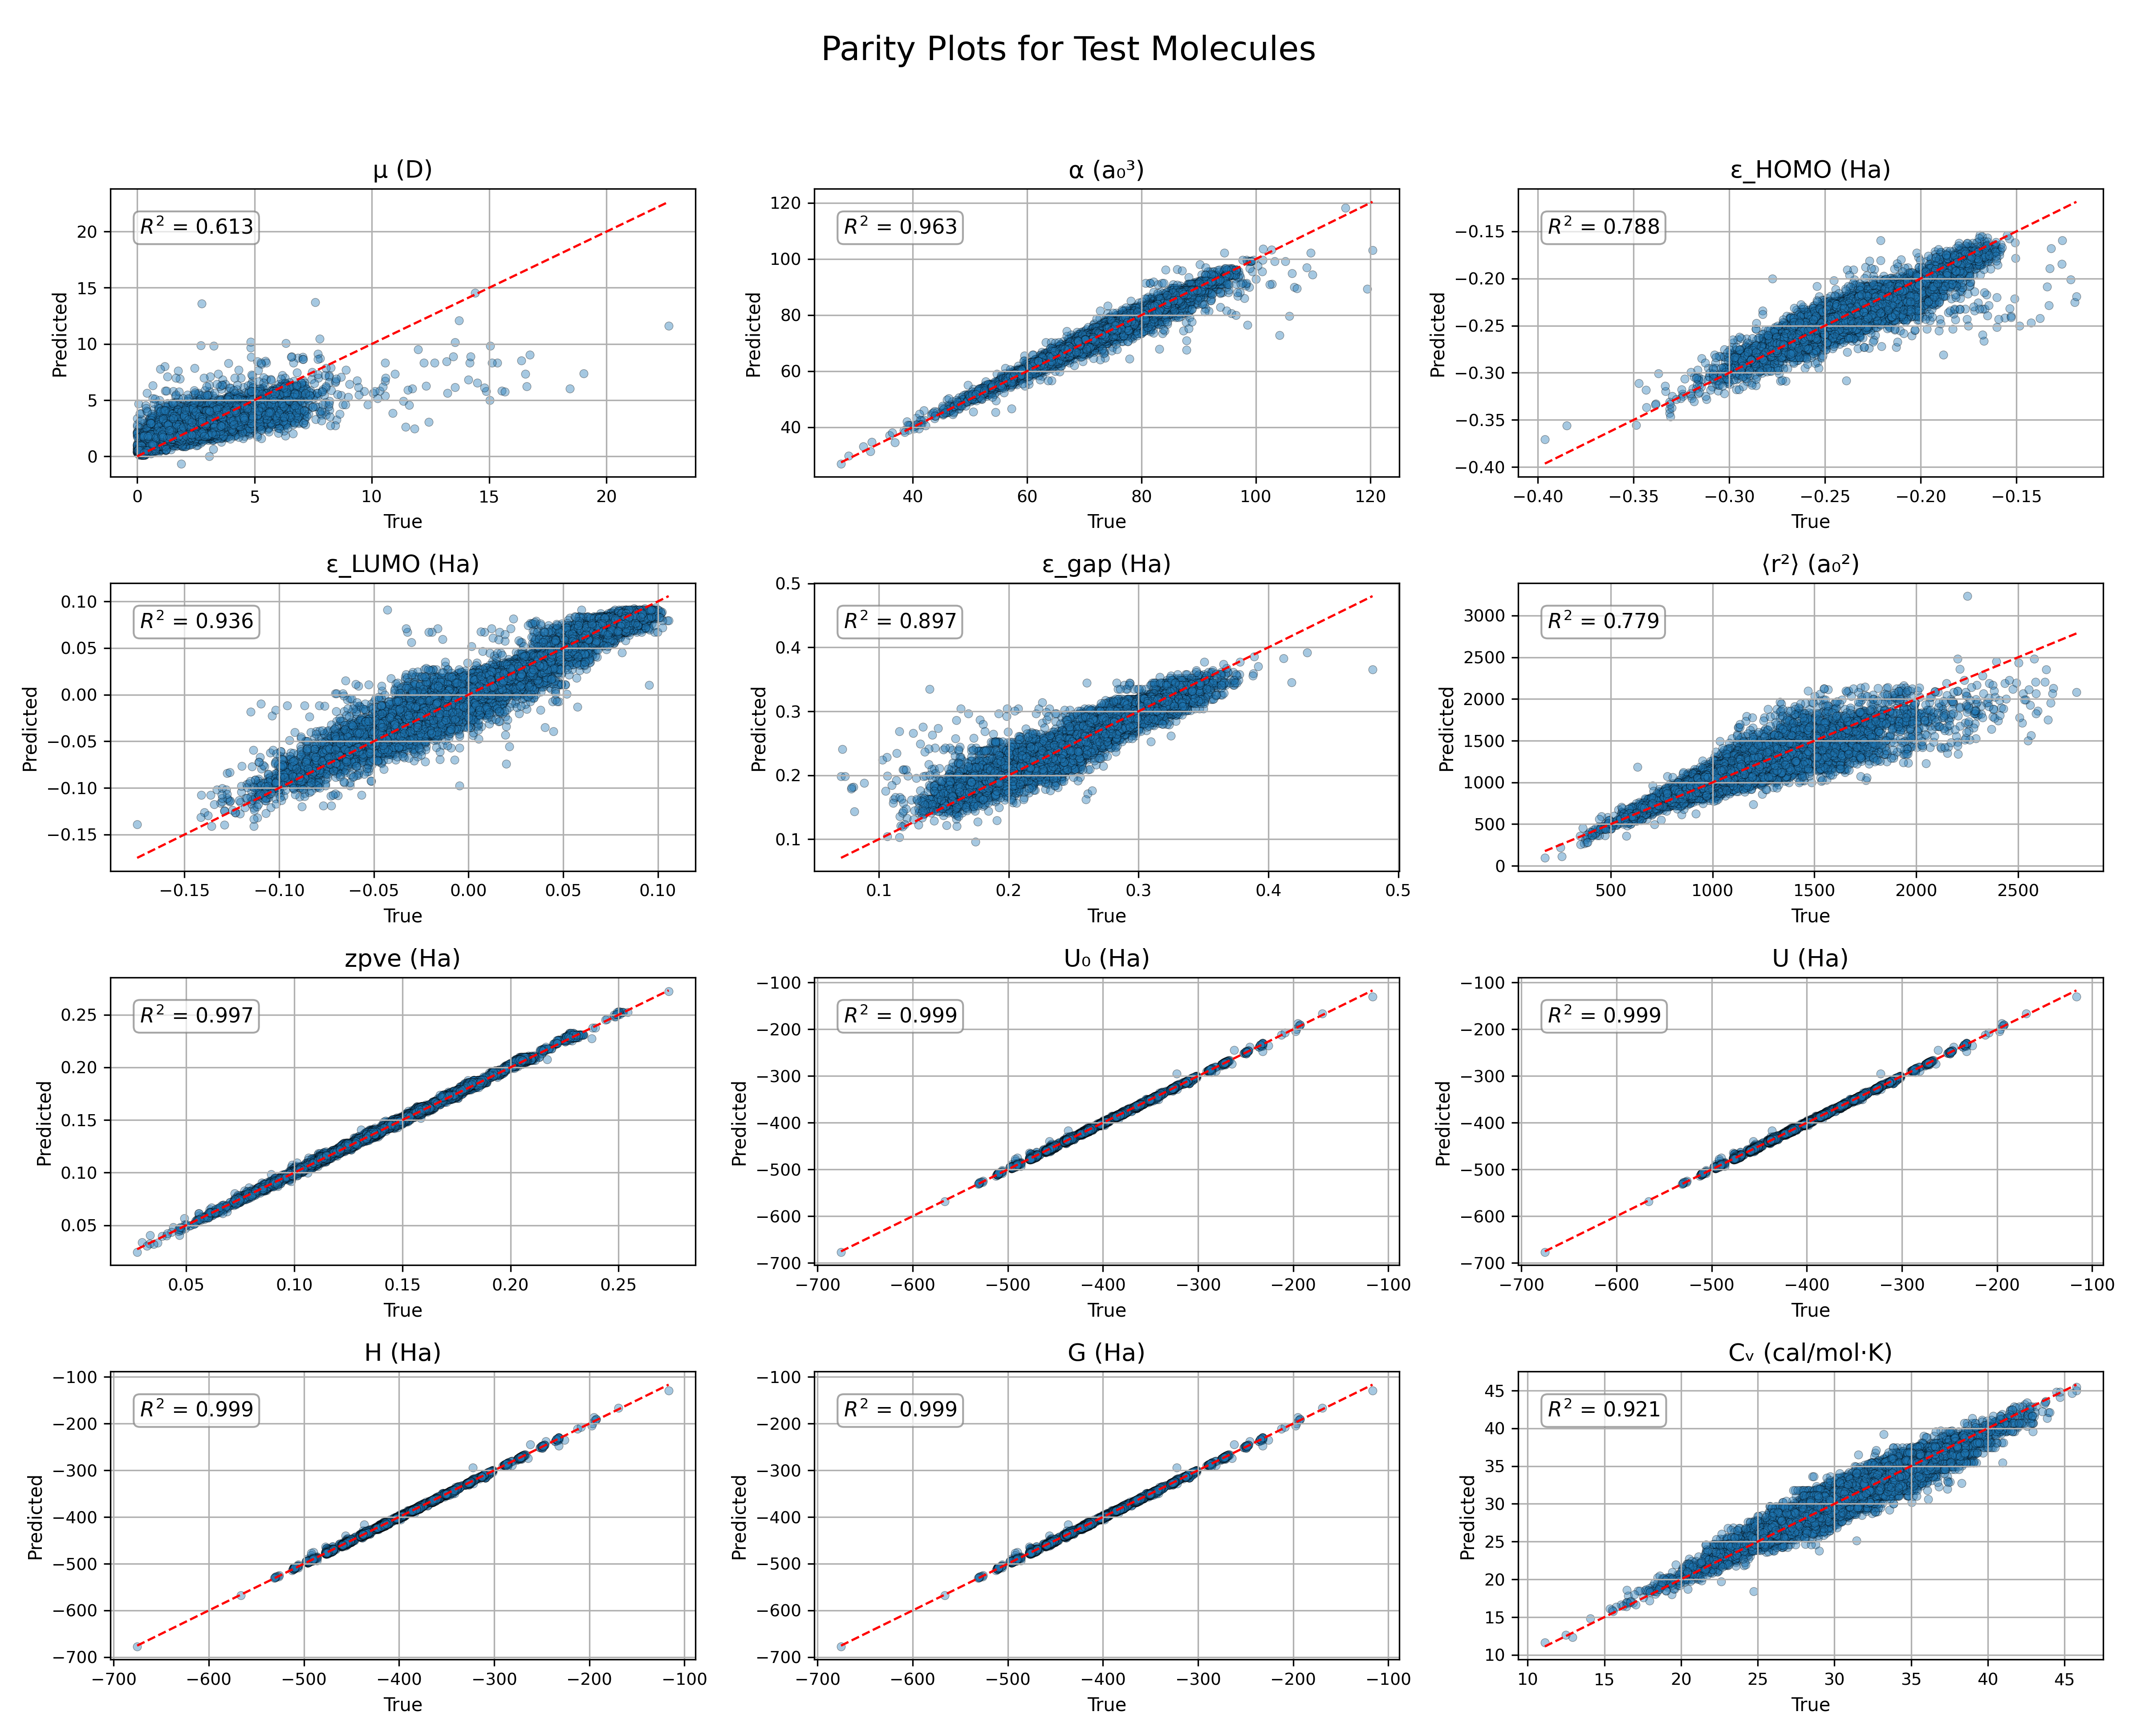 Parity Plots for Test Molecules
μ (D)
R² = 0.613
20
15
10
5
0
Predicted
0 5 10 15 20
True
α (a₀³)
R² = 0.963
120
100
80
60
40
Predicted
40 60 80 100 120
True
ε_HOMO (Ha)
R² = 0.788
−0.15
−0.20
−0.25
−0.30
−0.35
−0.40
Predicted
−0.40 −0.35 −0.30 −0.25 −0.20 −0.15
True
ε_LUMO (Ha)
R² = 0.936
0.10
0.05
0.00
−0.05
−0.10
−0.15
Predicted
−0.15 −0.10 −0.05 0.00 0.05 0.10
True
ε_gap (Ha)
R² = 0.897
0.5
0.4
0.3
0.2
0.1
Predicted
0.1 0.2 0.3 0.4 0.5
True
⟨r²⟩ (a₀²)
R² = 0.779
3000
2500
2000
1500
1000
500
0
Predicted
500 1000 1500 2000 2500
True
zpve (Ha)
R² = 0.997
0.25
0.20
0.15
0.10
0.05
Predicted
0.05 0.10 0.15 0.20 0.25
True
U₀ (Ha)
R² = 0.999
−100
−200
−300
−400
−500
−600
−700
Predicted
−700 −600 −500 −400 −300 −200 −100
True
U (Ha)
R² = 0.999
−100
−200
−300
−400
−500
−600
−700
Predicted
−700 −600 −500 −400 −300 −200 −100
True
H (Ha)
R² = 0.999
−100
−200
−300
−400
−500
−600
−700
Predicted
−700 −600 −500 −400 −300 −200 −100
True
G (Ha)
R² = 0.999
−100
−200
−300
−400
−500
−600
−700
Predicted
−700 −600 −500 −400 −300 −200 −100
True
Cᵥ (cal/mol·K)
R² = 0.921
45
40
35
30
25
20
15
10
Predicted
10 15 20 25 30 35 40 45
True